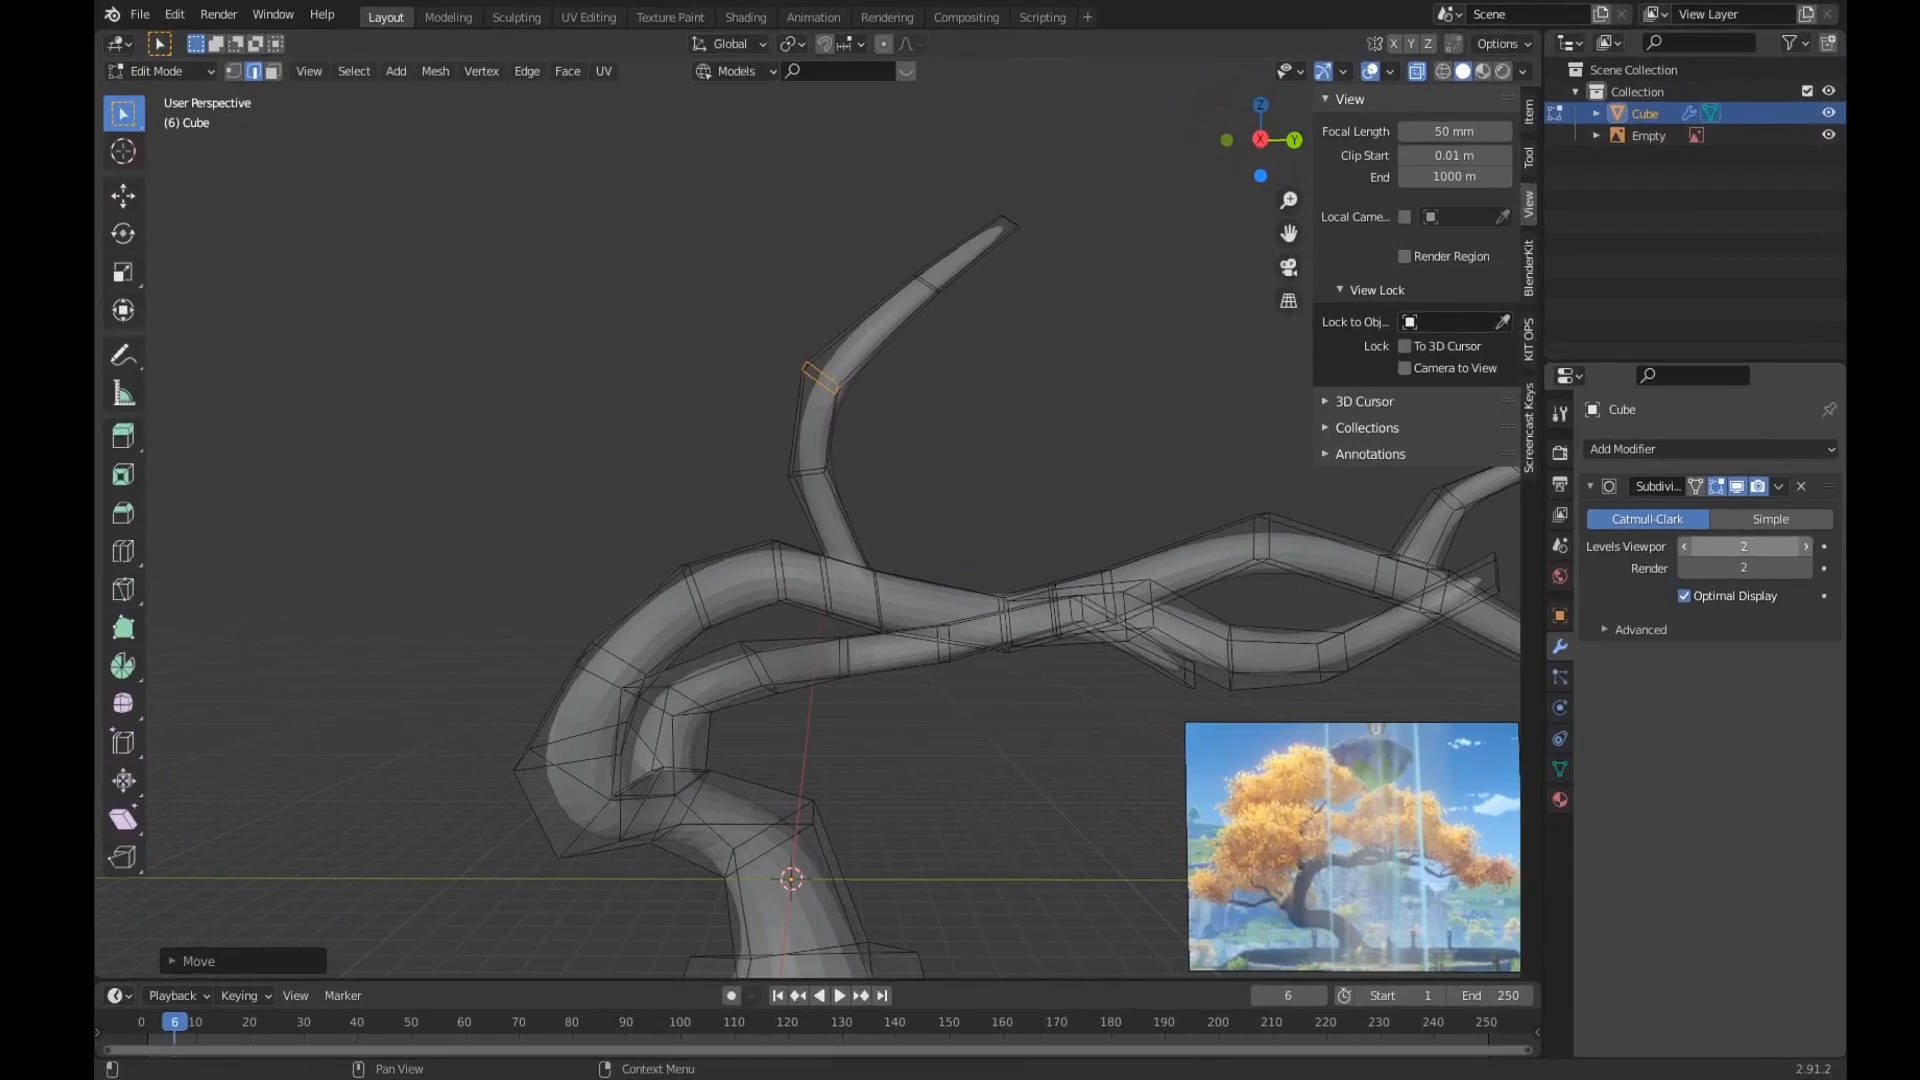 File Edit Render Window Help Layout Modeling Sculpting UV Editing Texture Paint Shading Animation Rendering Compositing Scripting + Scene View Layer
Global X Y Z Options
Edit Mode View Select Add Mesh Vertex Edge Face UV Models
User Perspective
(6) Cube
Z
X Y
View
Focal Length 50 mm
Clip Start 0.01 m
End 1000 m
Local Came...
Render Region
View Lock
Lock to Obj...
Lock To 3D Cursor
Camera to View
3D Cursor
Collections
Annotations
Item
Tool
View
BlenderKit
KIT OPS
Screencast Keys
Scene Collection
Collection
Cube
Empty
Cube
Add Modifier
Subdivi...
Catmull-Clark Simple
Levels Viewpor 2
Render 2
Optimal Display
Advanced
Move
Playback Keying View Marker 6 Start 1 End 250
0 6 10 20 30 40 50 60 70 80 90 100 110 120 130 140 150 160 170 180 190 200 210 220 230 240 250
Pan View Context Menu 2.91.2